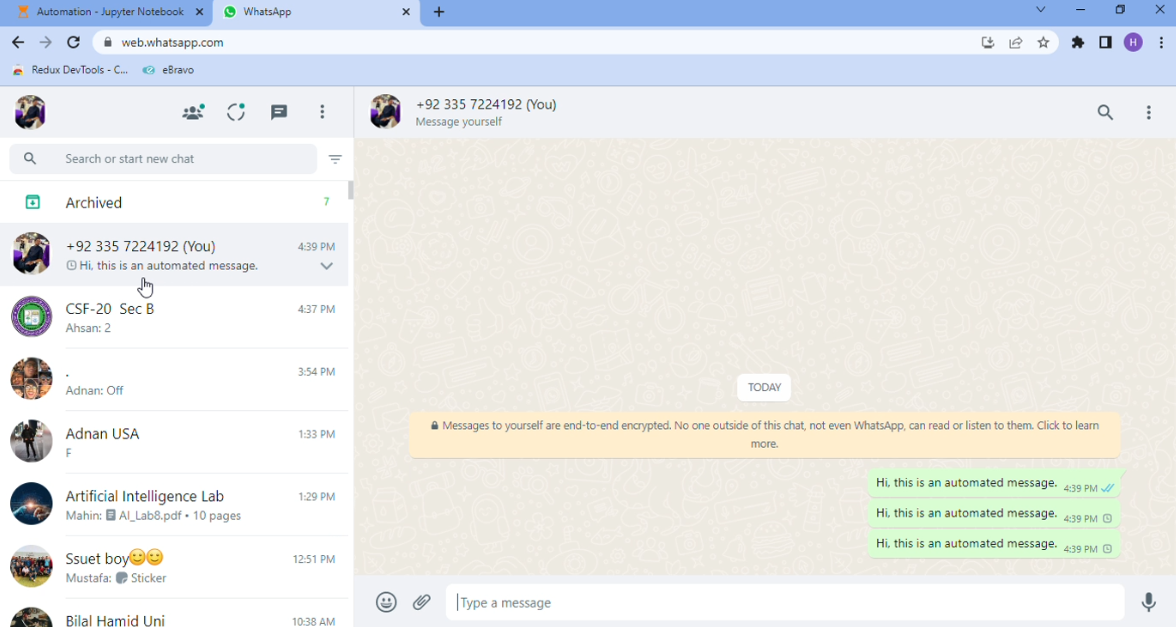 Automation - Jupyter Notebook
WhatsApp
web.whatsapp.com
H
Redux DevTools - C...
eBravo
+92 335 7224192 (You)
Message yourself
Search or start new chat
Archived
7
+92 335 7224192 (You)
4:39 PM
Hi, this is an automated message.
CSF-20 Sec B
4:37 PM
Ahsan: 2
.
3:54 PM
Adnan: Off
Adnan USA
1:33 PM
F
Artificial Intelligence Lab
1:29 PM
Mahin: AI_Lab8.pdf • 10 pages
Ssuet boy😊😊
12:51 PM
Mustafa: Sticker
Bilal Hamid Uni
10:38 AM
TODAY
Messages to yourself are end-to-end encrypted. No one outside of this chat, not even WhatsApp, can read or listen to them. Click to learn
more.
Hi, this is an automated message. 4:39 PM
Hi, this is an automated message. 4:39 PM
Hi, this is an automated message. 4:39 PM
Type a message